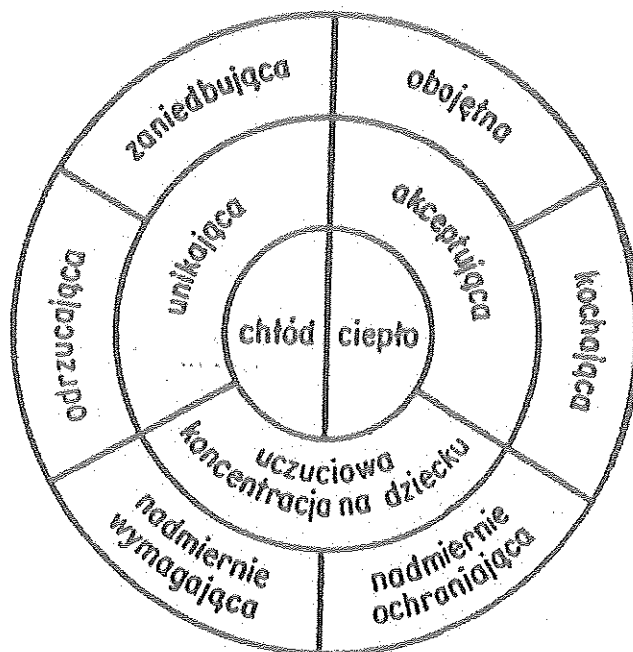 zaniedbująca
obojętna
unikająca
akceptująca
odrzucająca
kochająca
chłód
ciepło
uczuciowa
koncentracja na dziecku
nadmiernie
wymagająca
nadmiernie
ochraniająca